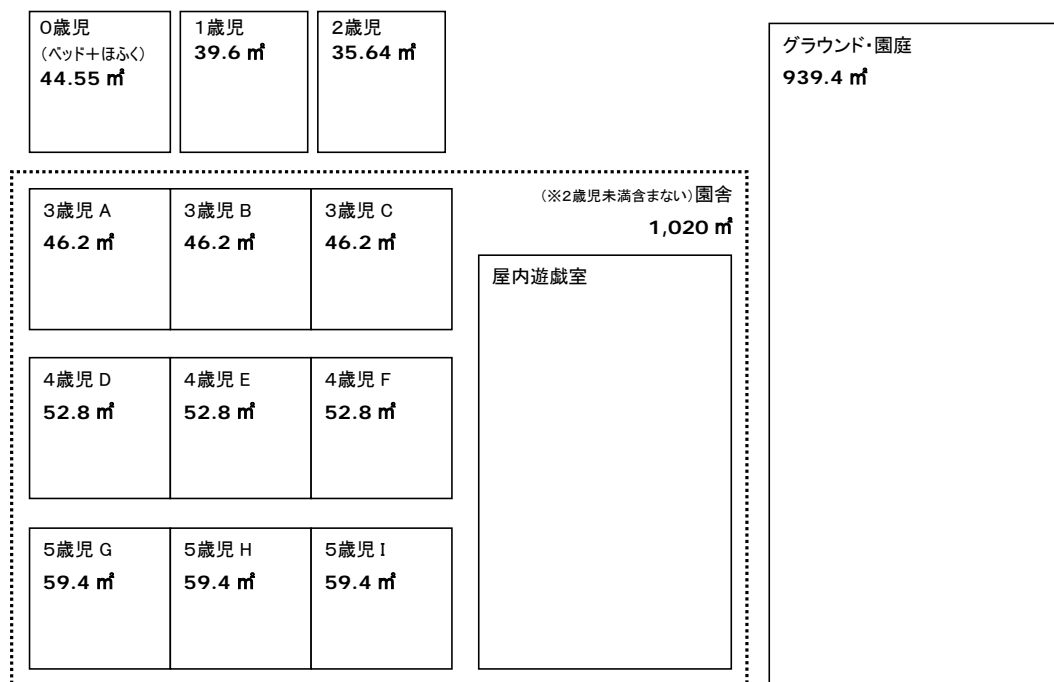 0歳児
(ベッド+ほふく)
44.55 ㎡
1歳児
39.6 ㎡
2歳児
35.64 ㎡
グラウンド・園庭
939.4 ㎡
(※2歳児未満含まない)園舎
1,020 ㎡
3歳児 A
46.2 ㎡
3歳児 B
46.2 ㎡
3歳児 C
46.2 ㎡
屋内遊戯室
4歳児 D
52.8 ㎡
4歳児 E
52.8 ㎡
4歳児 F
52.8 ㎡
5歳児 G
59.4 ㎡
5歳児 H
59.4 ㎡
5歳児 I
59.4 ㎡